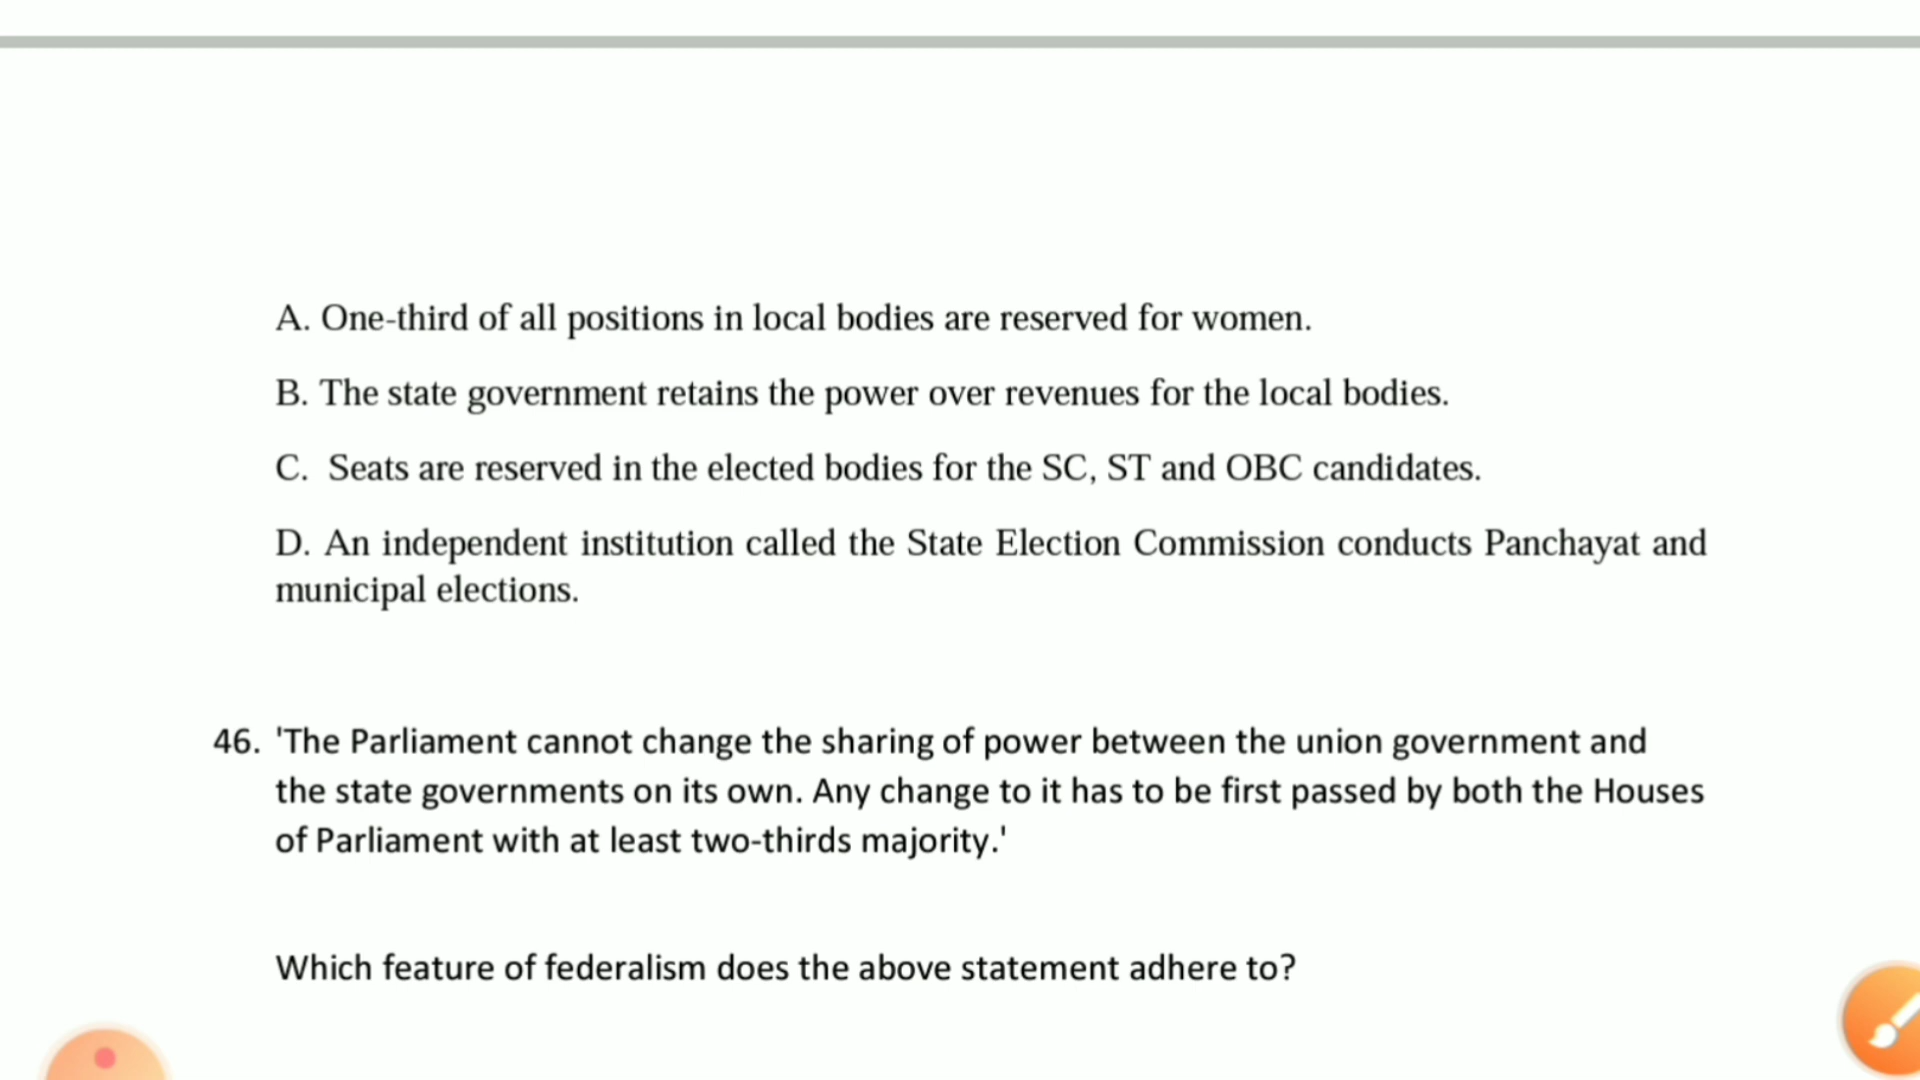 A. One-third of all positions in local bodies are reserved for women.
B. The state government retains the power over revenues for the local bodies.
C. Seats are reserved in the elected bodies for the SC, ST and OBC candidates.
D. An independent institution called the State Election Commission conducts Panchayat and
municipal elections.
46. 'The Parliament cannot change the sharing of power between the union government and
the state governments on its own. Any change to it has to be first passed by both the Houses
of Parliament with at least two-thirds majority.'
Which feature of federalism does the above statement adhere to?